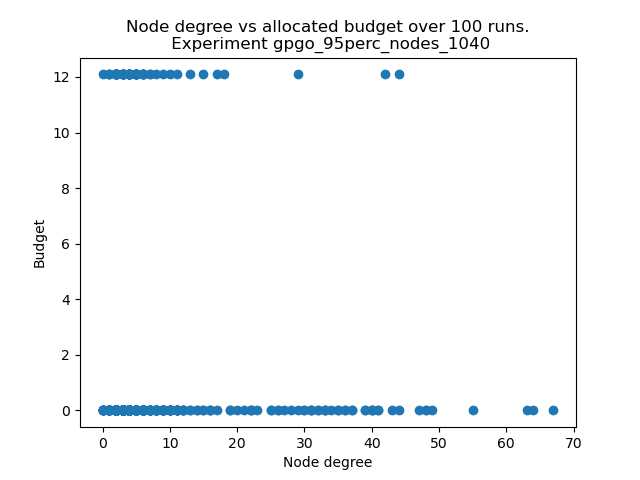 Node degree vs allocated budget over 100 runs.
Experiment gpgo_95perc_nodes_1040
12
10
8
6
4
2
0
Budget
0 10 20 30 40 50 60 70
Node degree